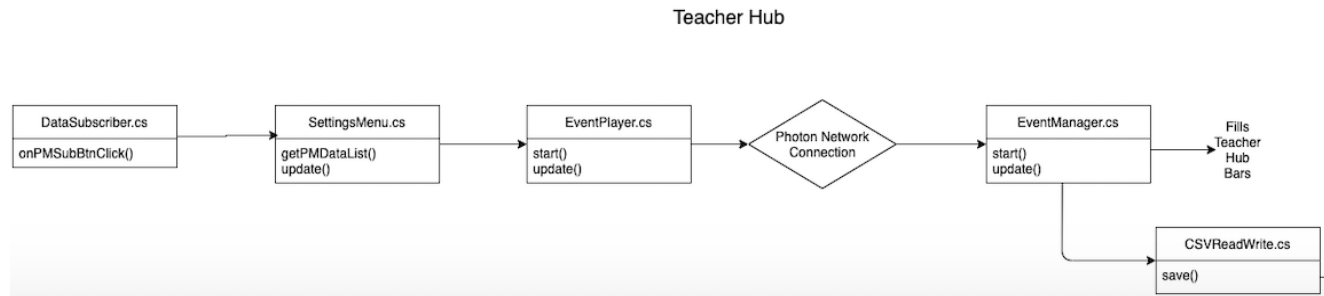 Teacher Hub
DataSubscriber.cs
onPMSubBtnClick()
SettingsMenu.cs
getPMDataList()
update()
EventPlayer.cs
start()
update()
Photon Network
Connection
EventManager.cs
start()
update()
Fills
Teacher
Hub
Bars
CSVReadWrite.cs
save()